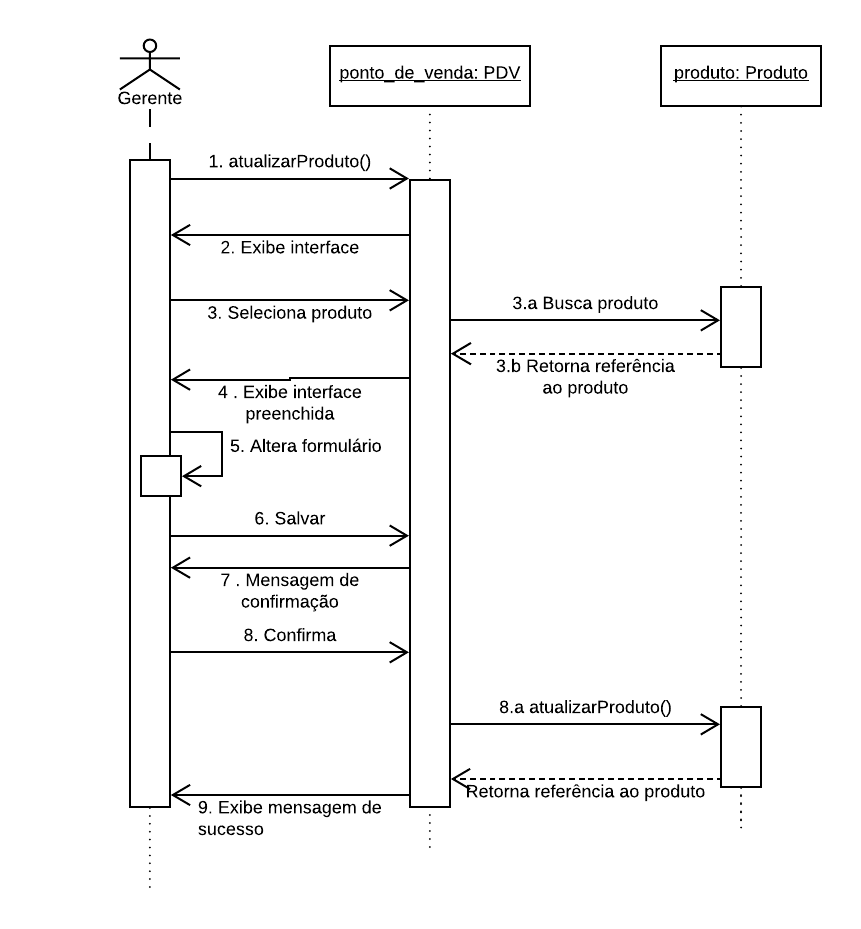 Gerente
ponto_de_venda: PDV
produto: Produto
1. atualizarProduto()
2. Exibe interface
3. Seleciona produto
3.a Busca produto
3.b Retorna referência
ao produto
4 . Exibe interface
preenchida
5. Altera formulário
6. Salvar
7 . Mensagem de
confirmação
8. Confirma
8.a atualizarProduto()
Retorna referência ao produto
9. Exibe mensagem de
sucesso